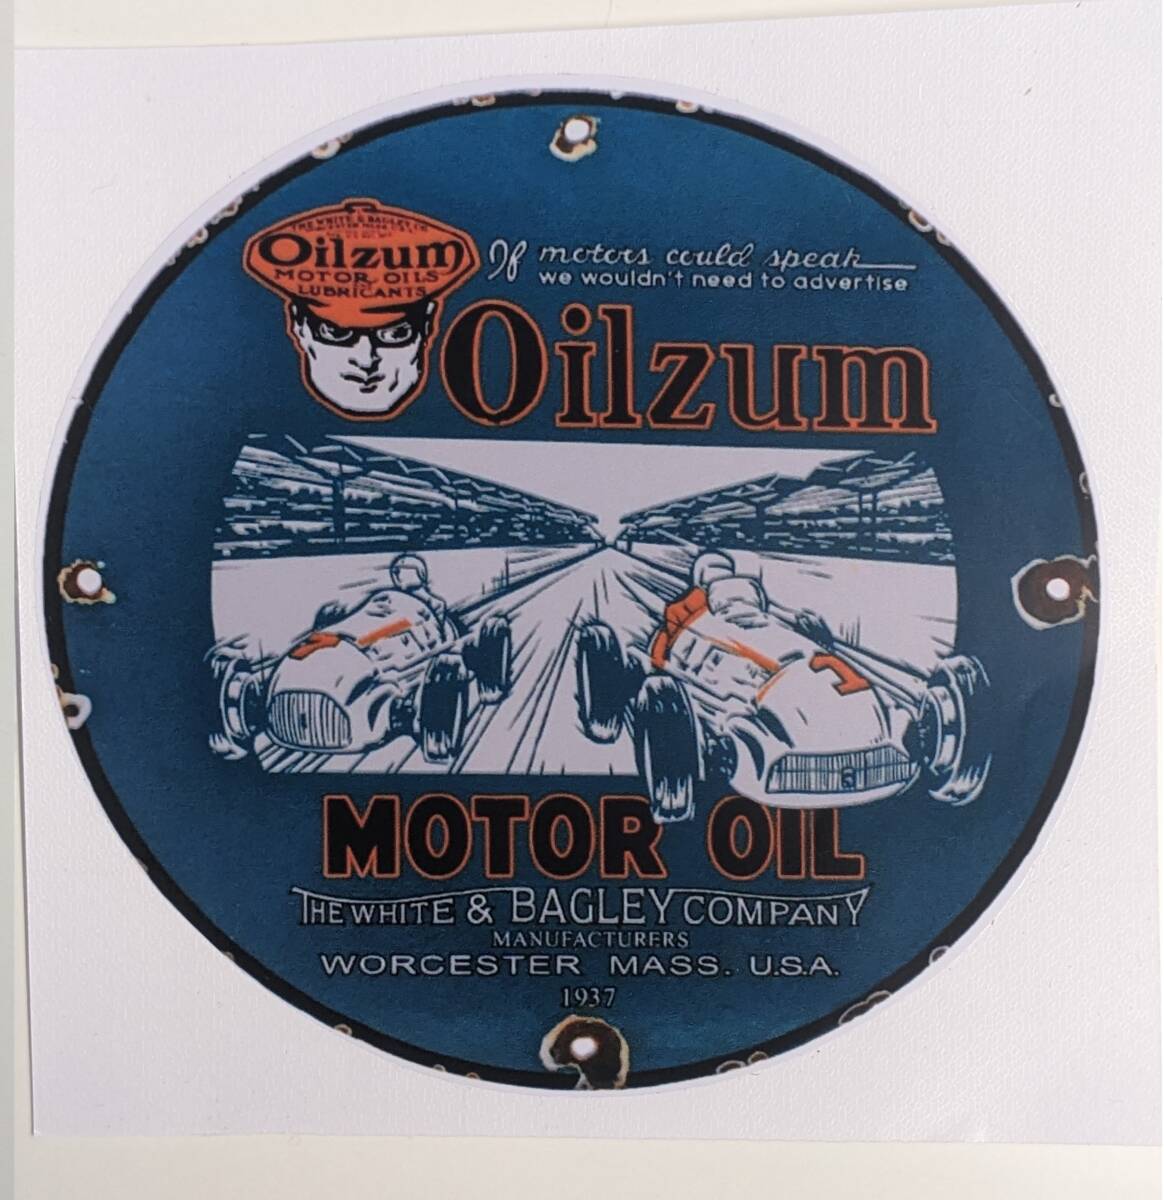 THE WHITE & BAGLEY CO.
Oilzum
MOTOR OILS
LUBRICANTS
If motors could speak
we wouldn't need to advertise
Oilzum
MOTOR OIL
THE WHITE & BAGLEY COMPANY
MANUFACTURERS
WORCESTER MASS. U.S.A.
1937